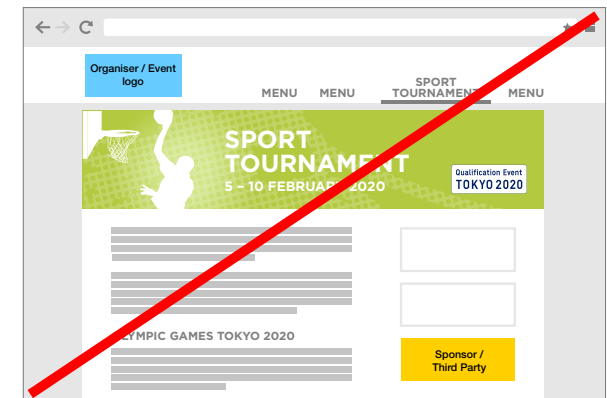 Organiser / Event
logo
MENU
MENU
SPORT
TOURNAMENT
MENU
SPORT
TOURNAMENT
5 – 10 FEBRUARY 2020
Qualification Event
TOKYO 2020
OLYMPIC GAMES TOKYO 2020
Sponsor /
Third Party